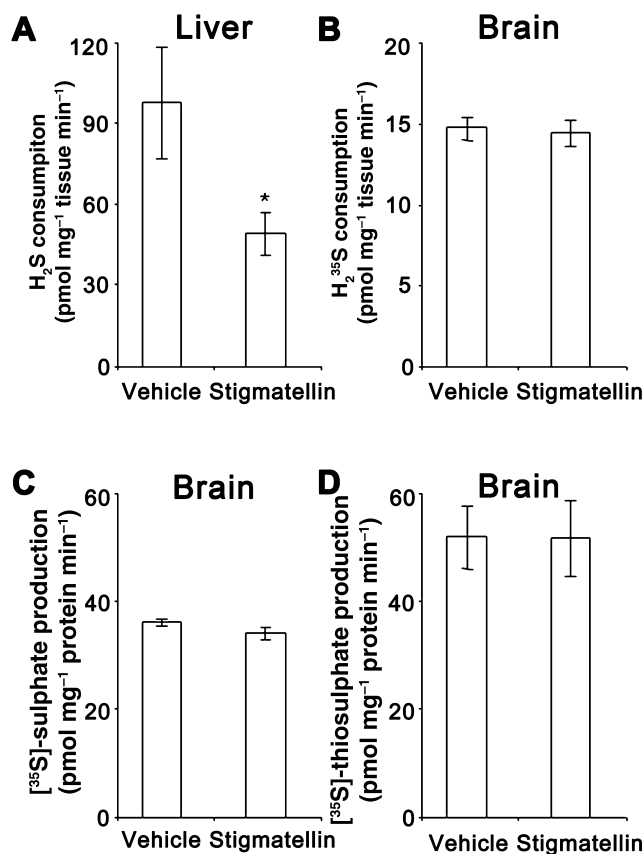 A
Liver
H₂S consumpiton
(pmol mg⁻¹ tissue min⁻¹)
120
90
60
30
0
*
Vehicle Stigmatellin
B
Brain
H₂³⁵S consumption
(pmol mg⁻¹ tissue min⁻¹)
20
15
10
5
0
Vehicle Stigmatellin
C
Brain
[³⁵S]-sulphate production
(pmol mg⁻¹ protein min⁻¹)
60
40
20
0
Vehicle Stigmatellin
D
Brain
[³⁵S]-thiosulphate production
(pmol mg⁻¹ protein min⁻¹)
60
40
20
0
Vehicle Stigmatellin